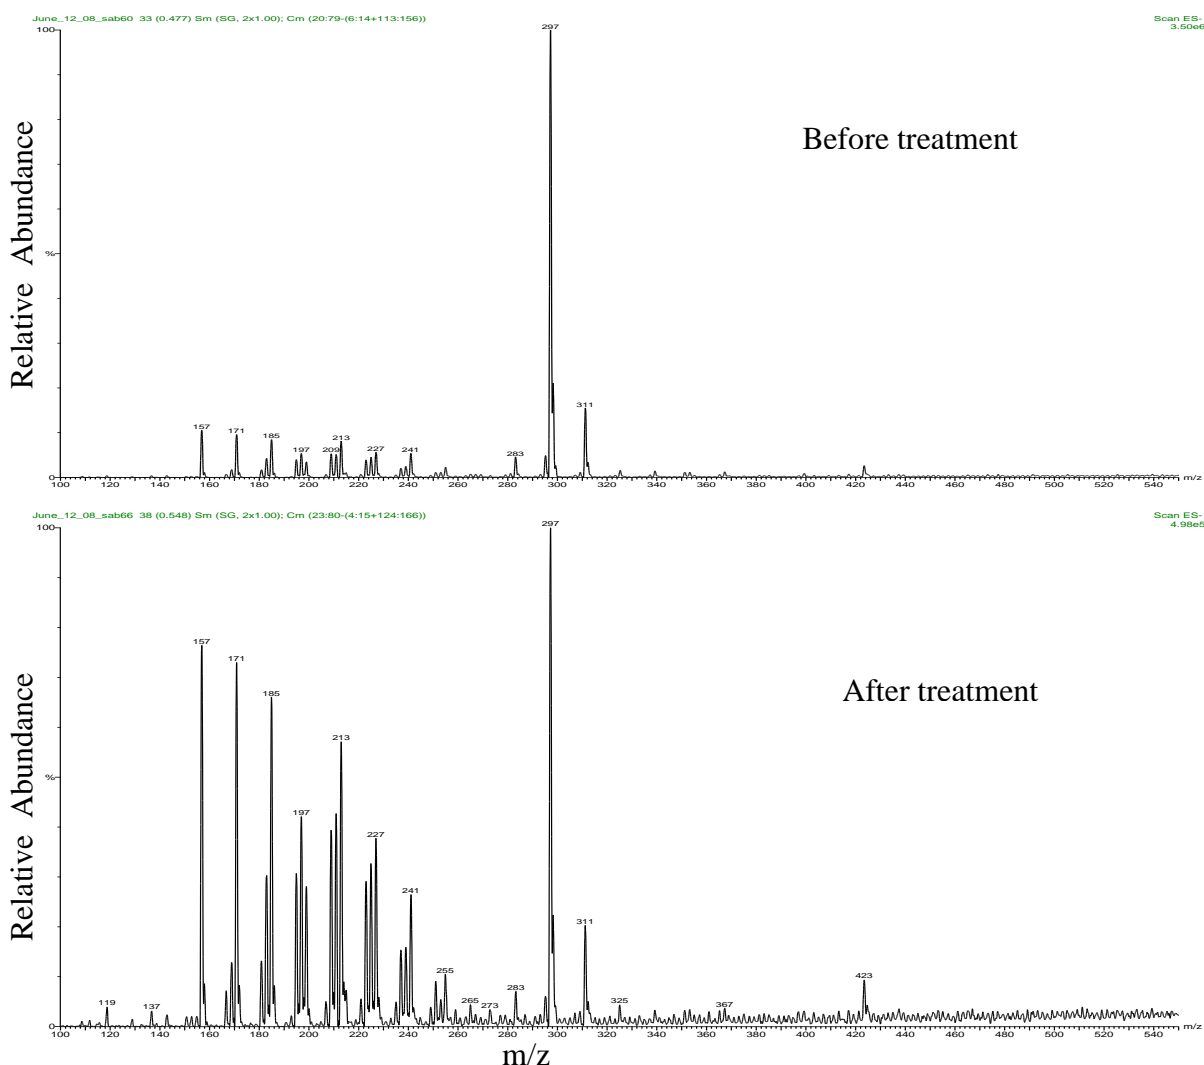 June_12_08_sab60 33 (0.477) Sm (SG, 2x1.00); Cm (20:79-(6:14+113:156))
Scan ES-
3.50e6
100
%
0
Relative Abundance
Before treatment
297
157
171
185
197
209
213
227
241
283
311
100 120 140 160 180 200 220 240 260 280 300 320 340 360 380 400 420 440 460 480 500 520 540 m/z
June_12_08_sab66 38 (0.548) Sm (SG, 2x1.00); Cm (23:80-(4:15+124:166))
Scan ES-
4.98e5
100
%
0
Relative Abundance
After treatment
297
157
171
185
213
197
227
241
255
119
137
265
273
283
311
325
367
423
100 120 140 160 180 200 220 240 260 280 300 320 340 360 380 400 420 440 460 480 500 520 540 m/z
m/z